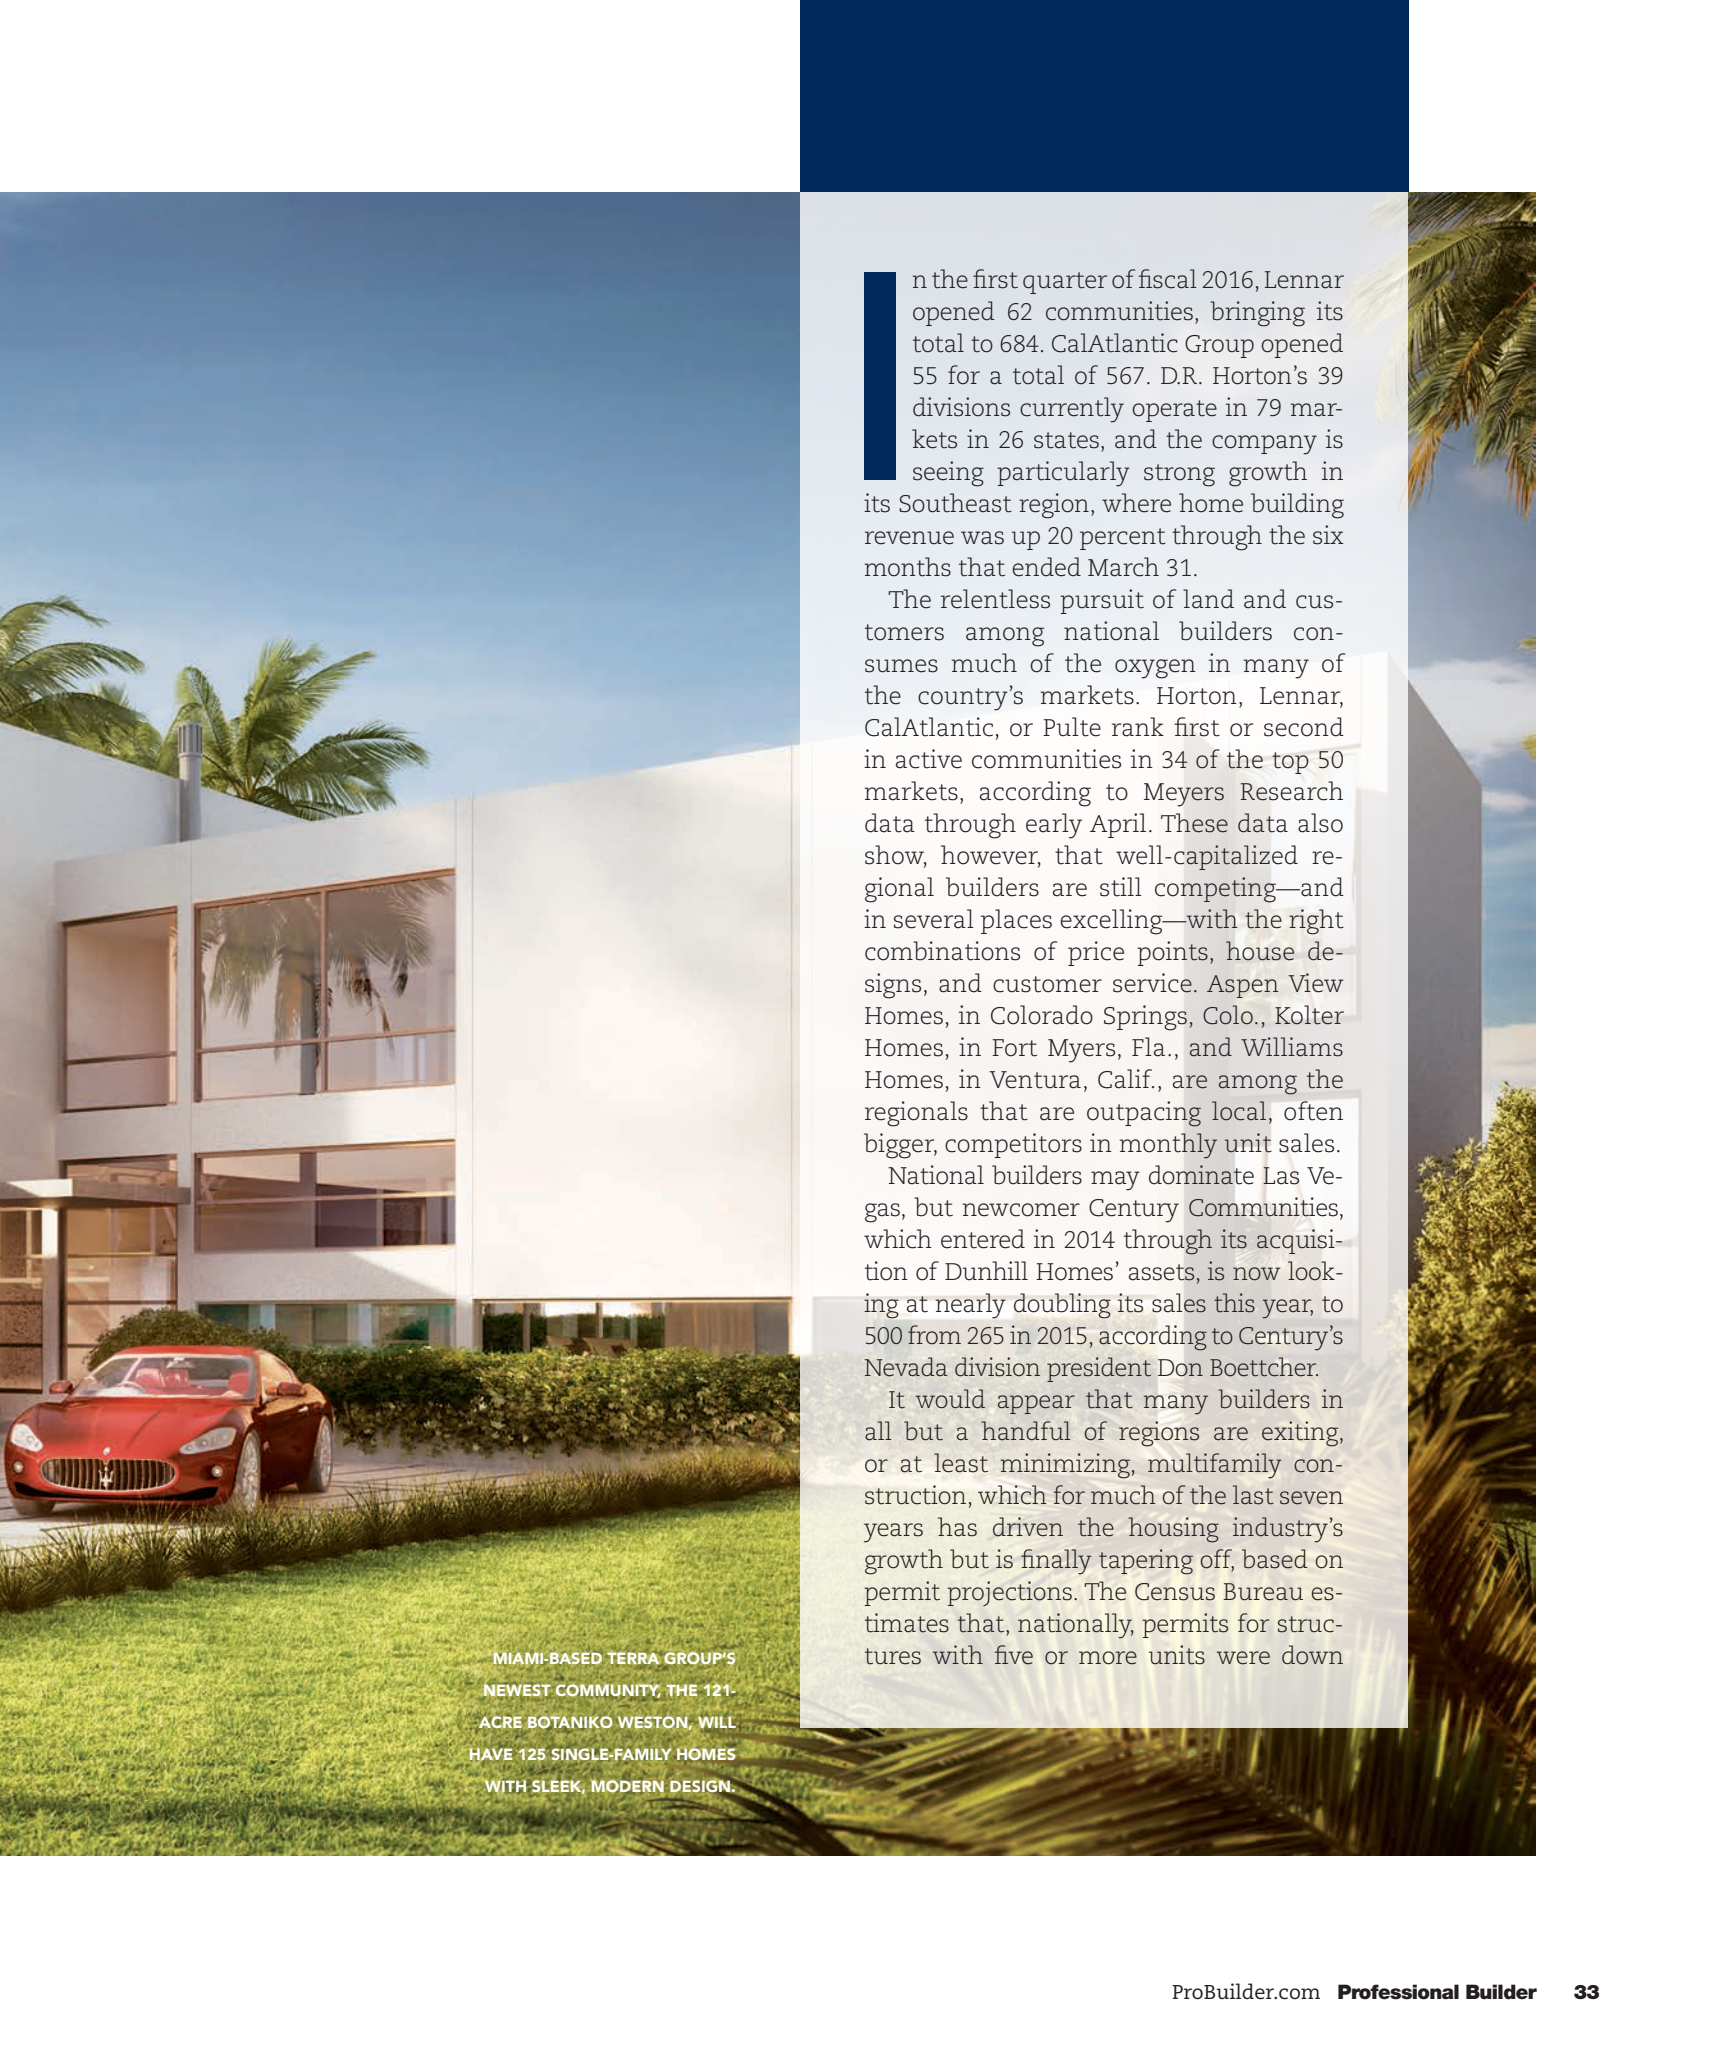 In the first quarter of fiscal 2016, Lennar
opened 62 communities, bringing its
total to 684. CalAtlantic Group opened
55 for a total of 567. D.R. Horton’s 39
divisions currently operate in 79 mar-
kets in 26 states, and the company is
seeing particularly strong growth in
its Southeast region, where home building
revenue was up 20 percent through the six
months that ended March 31.
The relentless pursuit of land and cus-
tomers among national builders con-
sumes much of the oxygen in many of
the country’s markets. Horton, Lennar,
CalAtlantic, or Pulte rank first or second
in active communities in 34 of the top 50
markets, according to Meyers Research
data through early April. These data also
show, however, that well-capitalized re-
gional builders are still competing—and
in several places excelling—with the right
combinations of price points, house de-
signs, and customer service. Aspen View
Homes, in Colorado Springs, Colo., Kolter
Homes, in Fort Myers, Fla., and Williams
Homes, in Ventura, Calif., are among the
regionals that are outpacing local, often
bigger, competitors in monthly unit sales.
National builders may dominate Las Ve-
gas, but newcomer Century Communities,
which entered in 2014 through its acquisi-
tion of Dunhill Homes’ assets, is now look-
ing at nearly doubling its sales this year, to
500 from 265 in 2015, according to Century’s
Nevada division president Don Boettcher.
It would appear that many builders in
all but a handful of regions are exiting,
or at least minimizing, multifamily con-
struction, which for much of the last seven
years has driven the housing industry’s
growth but is finally tapering off, based on
permit projections. The Census Bureau es-
timates that, nationally, permits for struc-
tures with five or more units were down
MIAMI-BASED TERRA GROUP’S
NEWEST COMMUNITY, THE 121-
ACRE BOTANIKO WESTON, WILL
HAVE 125 SINGLE-FAMILY HOMES
WITH SLEEK, MODERN DESIGN.
ProBuilder.com Professional Builder 33